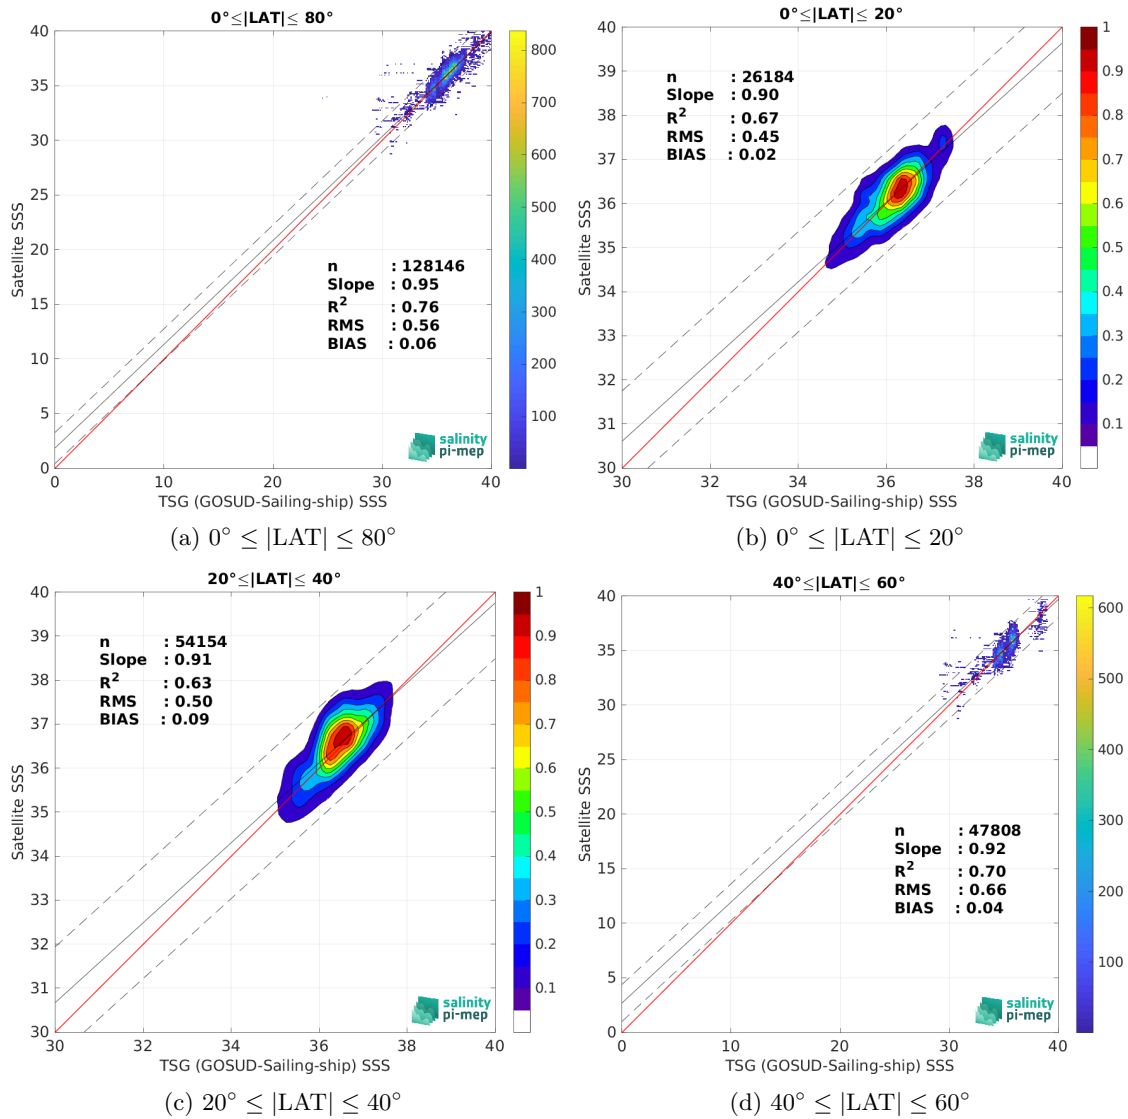 0°≤|LAT|≤ 80°
40
35
30
25
20
15
10
5
0
Satellite SSS
n : 128146
Slope : 0.95
R² : 0.76
RMS : 0.56
BIAS : 0.06
salinity
pi-mep
0 10 20 30 40
TSG (GOSUD-Sailing-ship) SSS
800
700
600
500
400
300
200
100
(a) 0° ≤ |LAT| ≤ 80°
0°≤|LAT|≤ 20°
40
39
38
37
36
35
34
33
32
31
30
Satellite SSS
n : 26184
Slope : 0.90
R² : 0.67
RMS : 0.45
BIAS : 0.02
salinity
pi-mep
30 32 34 36 38 40
TSG (GOSUD-Sailing-ship) SSS
1
0.9
0.8
0.7
0.6
0.5
0.4
0.3
0.2
0.1
(b) 0° ≤ |LAT| ≤ 20°
20°≤|LAT|≤ 40°
40
39
38
37
36
35
34
33
32
31
30
Satellite SSS
n : 54154
Slope : 0.91
R² : 0.63
RMS : 0.50
BIAS : 0.09
salinity
pi-mep
30 32 34 36 38 40
TSG (GOSUD-Sailing-ship) SSS
1
0.9
0.8
0.7
0.6
0.5
0.4
0.3
0.2
0.1
(c) 20° ≤ |LAT| ≤ 40°
40°≤|LAT|≤ 60°
40
35
30
25
20
15
10
5
0
Satellite SSS
n : 47808
Slope : 0.92
R² : 0.70
RMS : 0.66
BIAS : 0.04
salinity
pi-mep
0 10 20 30 40
TSG (GOSUD-Sailing-ship) SSS
600
500
400
300
200
100
(d) 40° ≤ |LAT| ≤ 60°